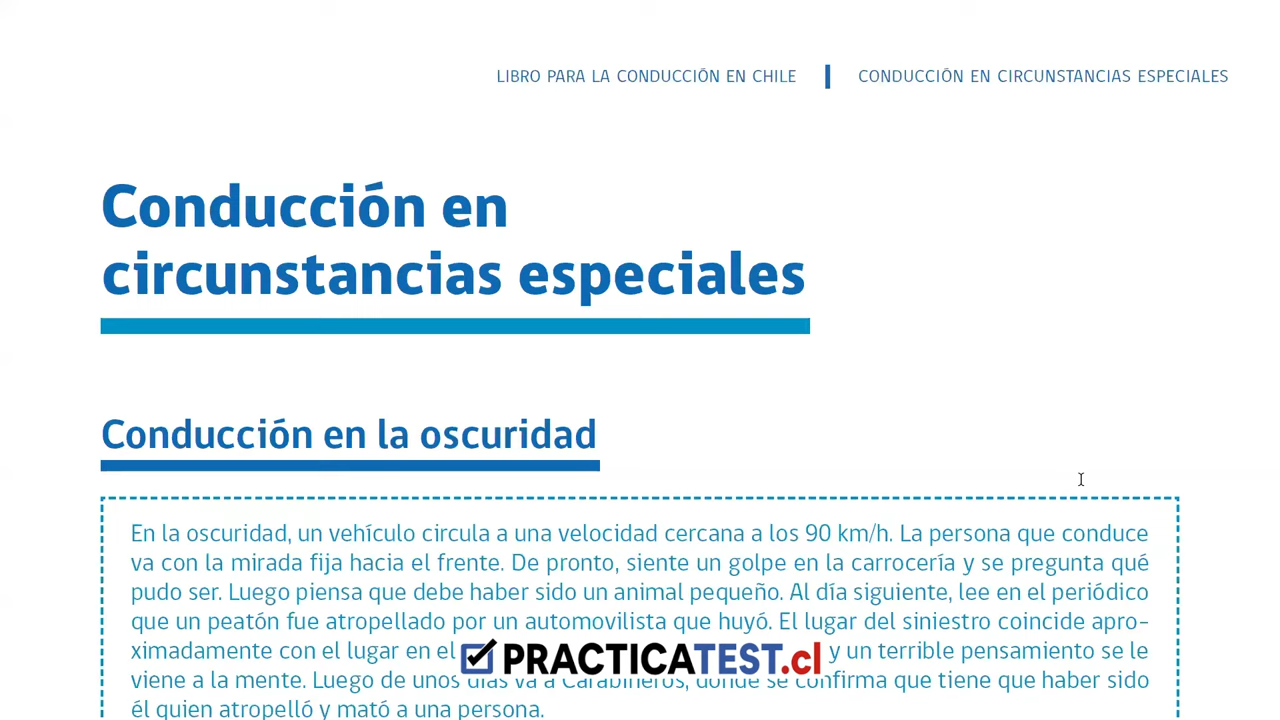 LIBRO PARA LA CONDUCCIÓN EN CHILE CONDUCCIÓN EN CIRCUNSTANCIAS ESPECIALES
Conducción en
circunstancias especiales
Conducción en la oscuridad
En la oscuridad, un vehículo circula a una velocidad cercana a los 90 km/h. La persona que conduce
va con la mirada fija hacia el frente. De pronto, siente un golpe en la carrocería y se pregunta qué
pudo ser. Luego piensa que debe haber sido un animal pequeño. Al día siguiente, lee en el periódico
que un peatón fue atropellado por un automovilista que huyó. El lugar del siniestro coincide apro-
ximadamente con el lugar en el y un terrible pensamiento se le
PRACTICATEST.cl
viene a la mente. Luego de unos días va a Carabineros, donde se confirma que tiene que haber sido
él quien atropelló y mató a una persona.